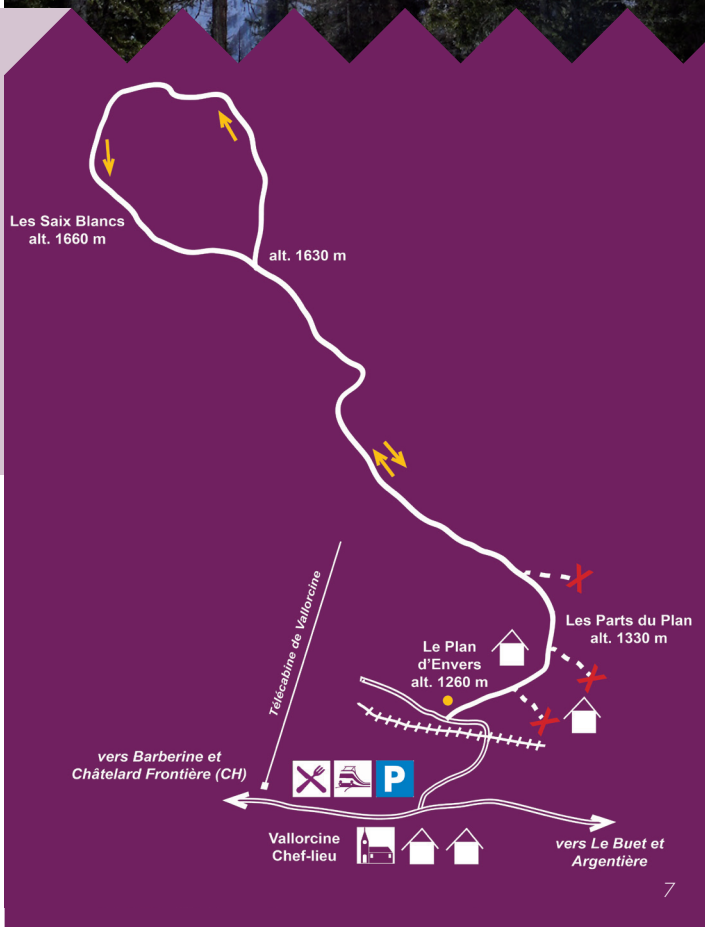 Les Saix Blancs
alt. 1660 m
alt. 1630 m
Télécabine de Vallorcine
Les Parts du Plan
alt. 1330 m
Le Plan
d'Envers
alt. 1260 m
vers Barberine et
Châtelard Frontière (CH)
P
Vallorcine
Chef-lieu
vers Le Buet et
Argentière
7